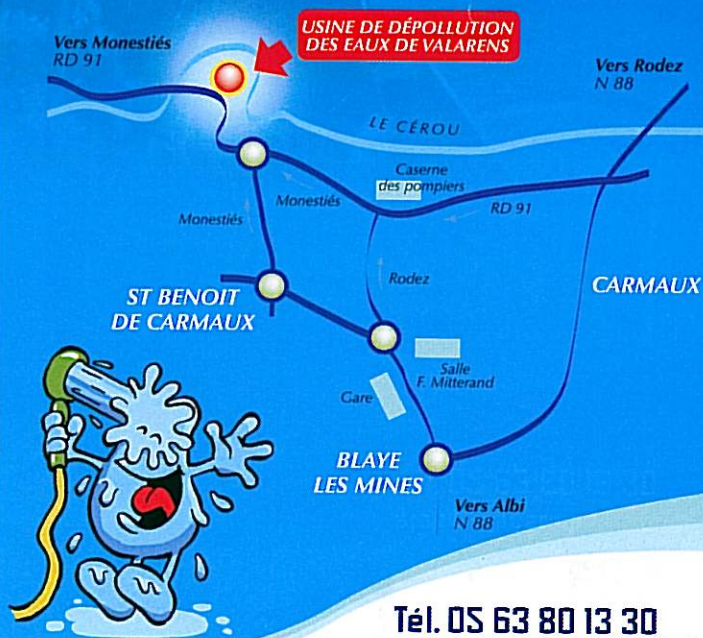 USINE DE DÉPOLLUTION
DES EAUX DE VALARENS
Vers Monestiés
RD 91
Vers Rodez
N 88
LE CÉROU
Caserne
des pompiers
Monestiés
RD 91
Monestiés
Rodez
CARMAUX
ST BENOIT
DE CARMAUX
Salle
F. Mitterand
Gare
BLAYE
LES MINES
Vers Albi
N 88
Tél. 05 63 80 13 30